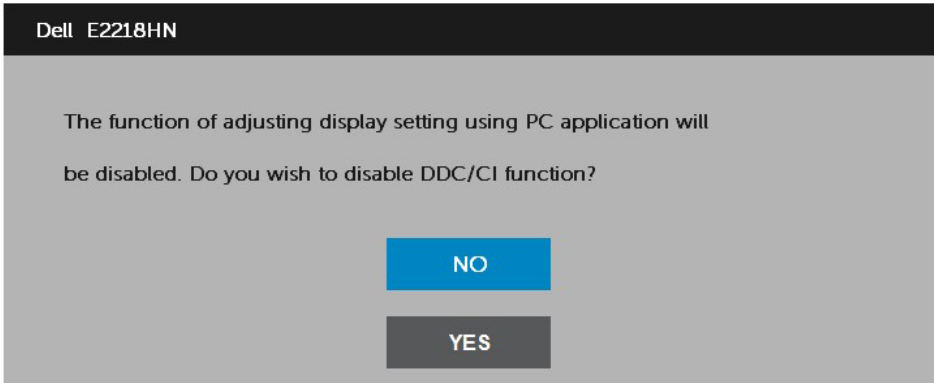 Dell E2218HN
The function of adjusting display setting using PC application will
be disabled. Do you wish to disable DDC/CI function?
NO
YES